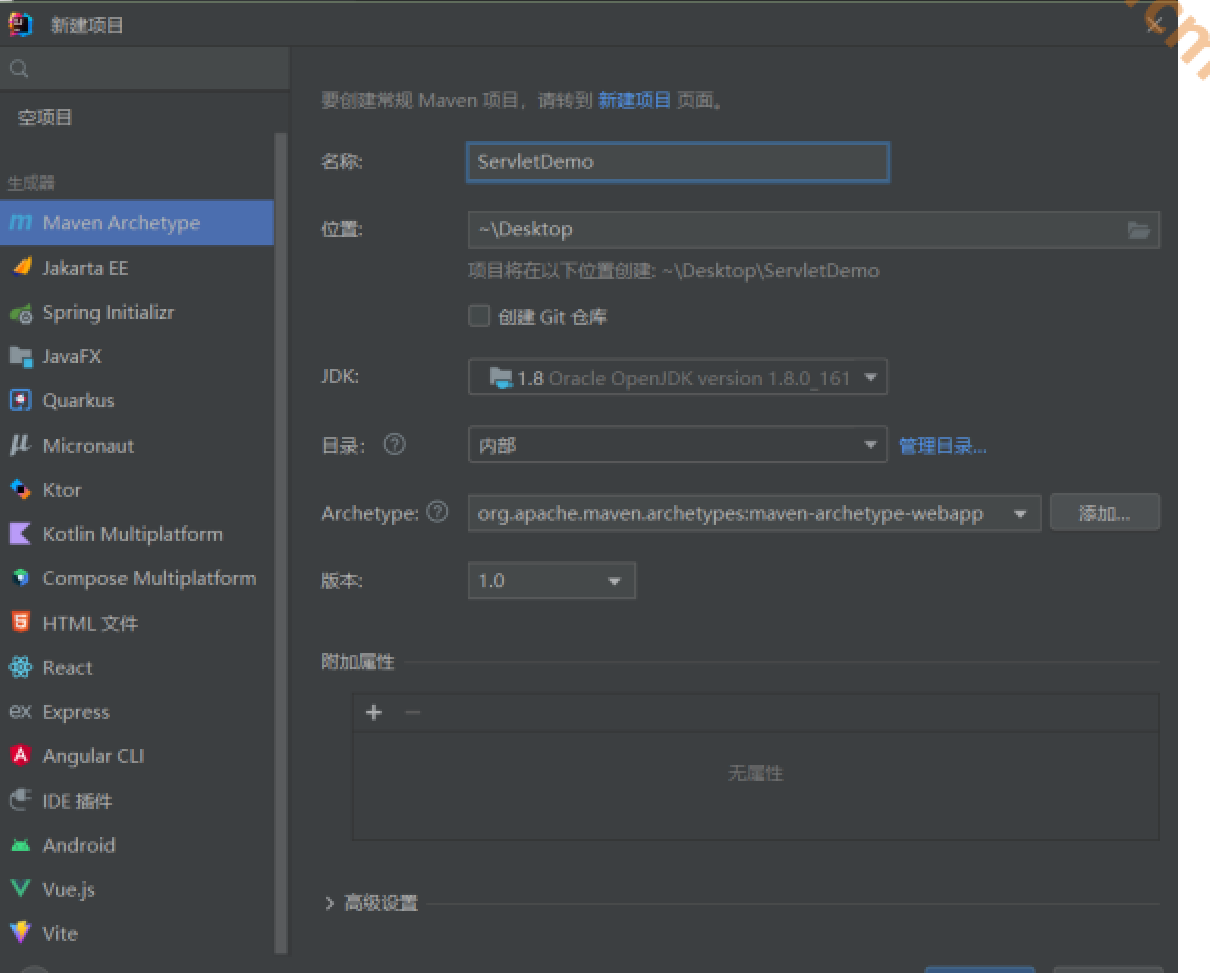 新建项目
空项目
生成器
Maven Archetype
Jakarta EE
Spring Initializr
JavaFX
Quarkus
Micronaut
Ktor
Kotlin Multiplatform
Compose Multiplatform
HTML 文件
React
ex Express
Angular CLI
IDE 插件
Android
Vue.js
Vite
要创建常规 Maven 项目，请转到 新建项目 页面。
名称: ServletDemo
位置: ~\Desktop
项目将在以下位置创建: ~\Desktop\ServletDemo
创建 Git 仓库
JDK: 1.8 Oracle OpenJDK version 1.8.0_161
目录: ? 内部 管理目录...
Archetype: ? org.apache.maven.archetypes:maven-archetype-webapp 添加...
版本: 1.0
附加属性
+ −
无属性
高级设置